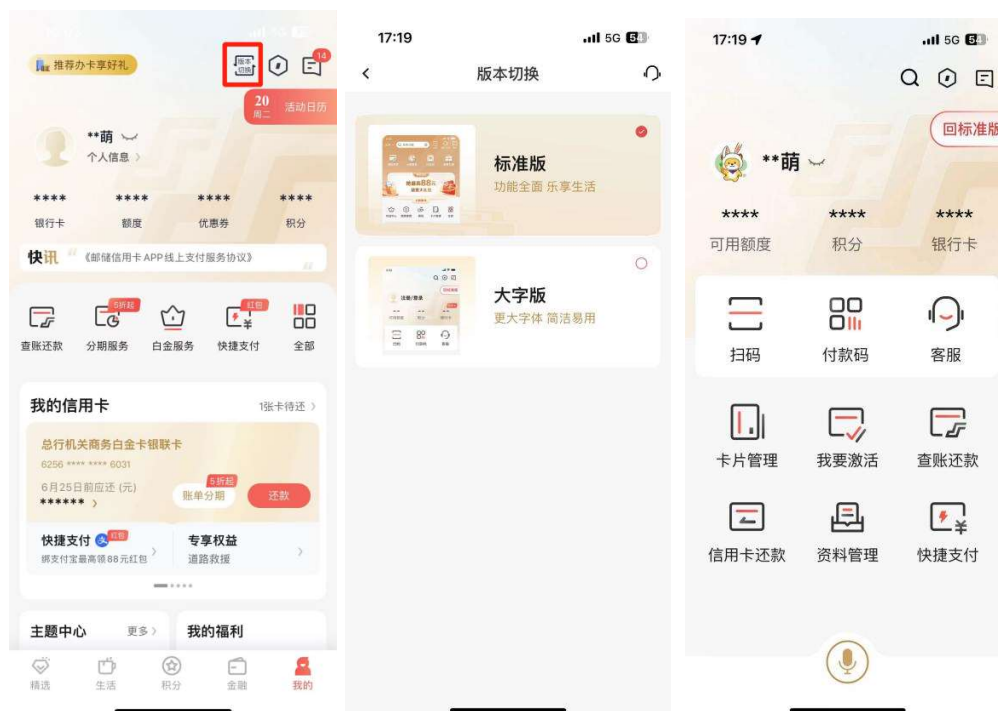 推荐办卡享好礼
版本
切换
14
20
周二
活动日历
**萌
个人信息
**** **** **** ****
银行卡 额度 优惠券 积分
快讯 《邮储信用卡APP线上支付服务协议》
5折起 红包
查账还款 分期服务 白金服务 快捷支付 全部
我的信用卡 1张卡待还
总行机关商务白金卡银联卡
6256 **** **** 6031
6月25日前应还 (元)
******
5折起
账单分期 还款
快捷支付 红包
绑支付宝最高领88元红包
专享权益
道路救援
主题中心 更多 我的福利
精选 生活 积分 金融 我的
17:19 5G 54
版本切换
标准版
功能全面 乐享生活
大字版
更大字体 简洁易用
17:19 5G 54
回标准版
**萌
**** **** ****
可用额度 积分 银行卡
扫码 付款码 客服
卡片管理 我要激活 查账还款
信用卡还款 资料管理 快捷支付